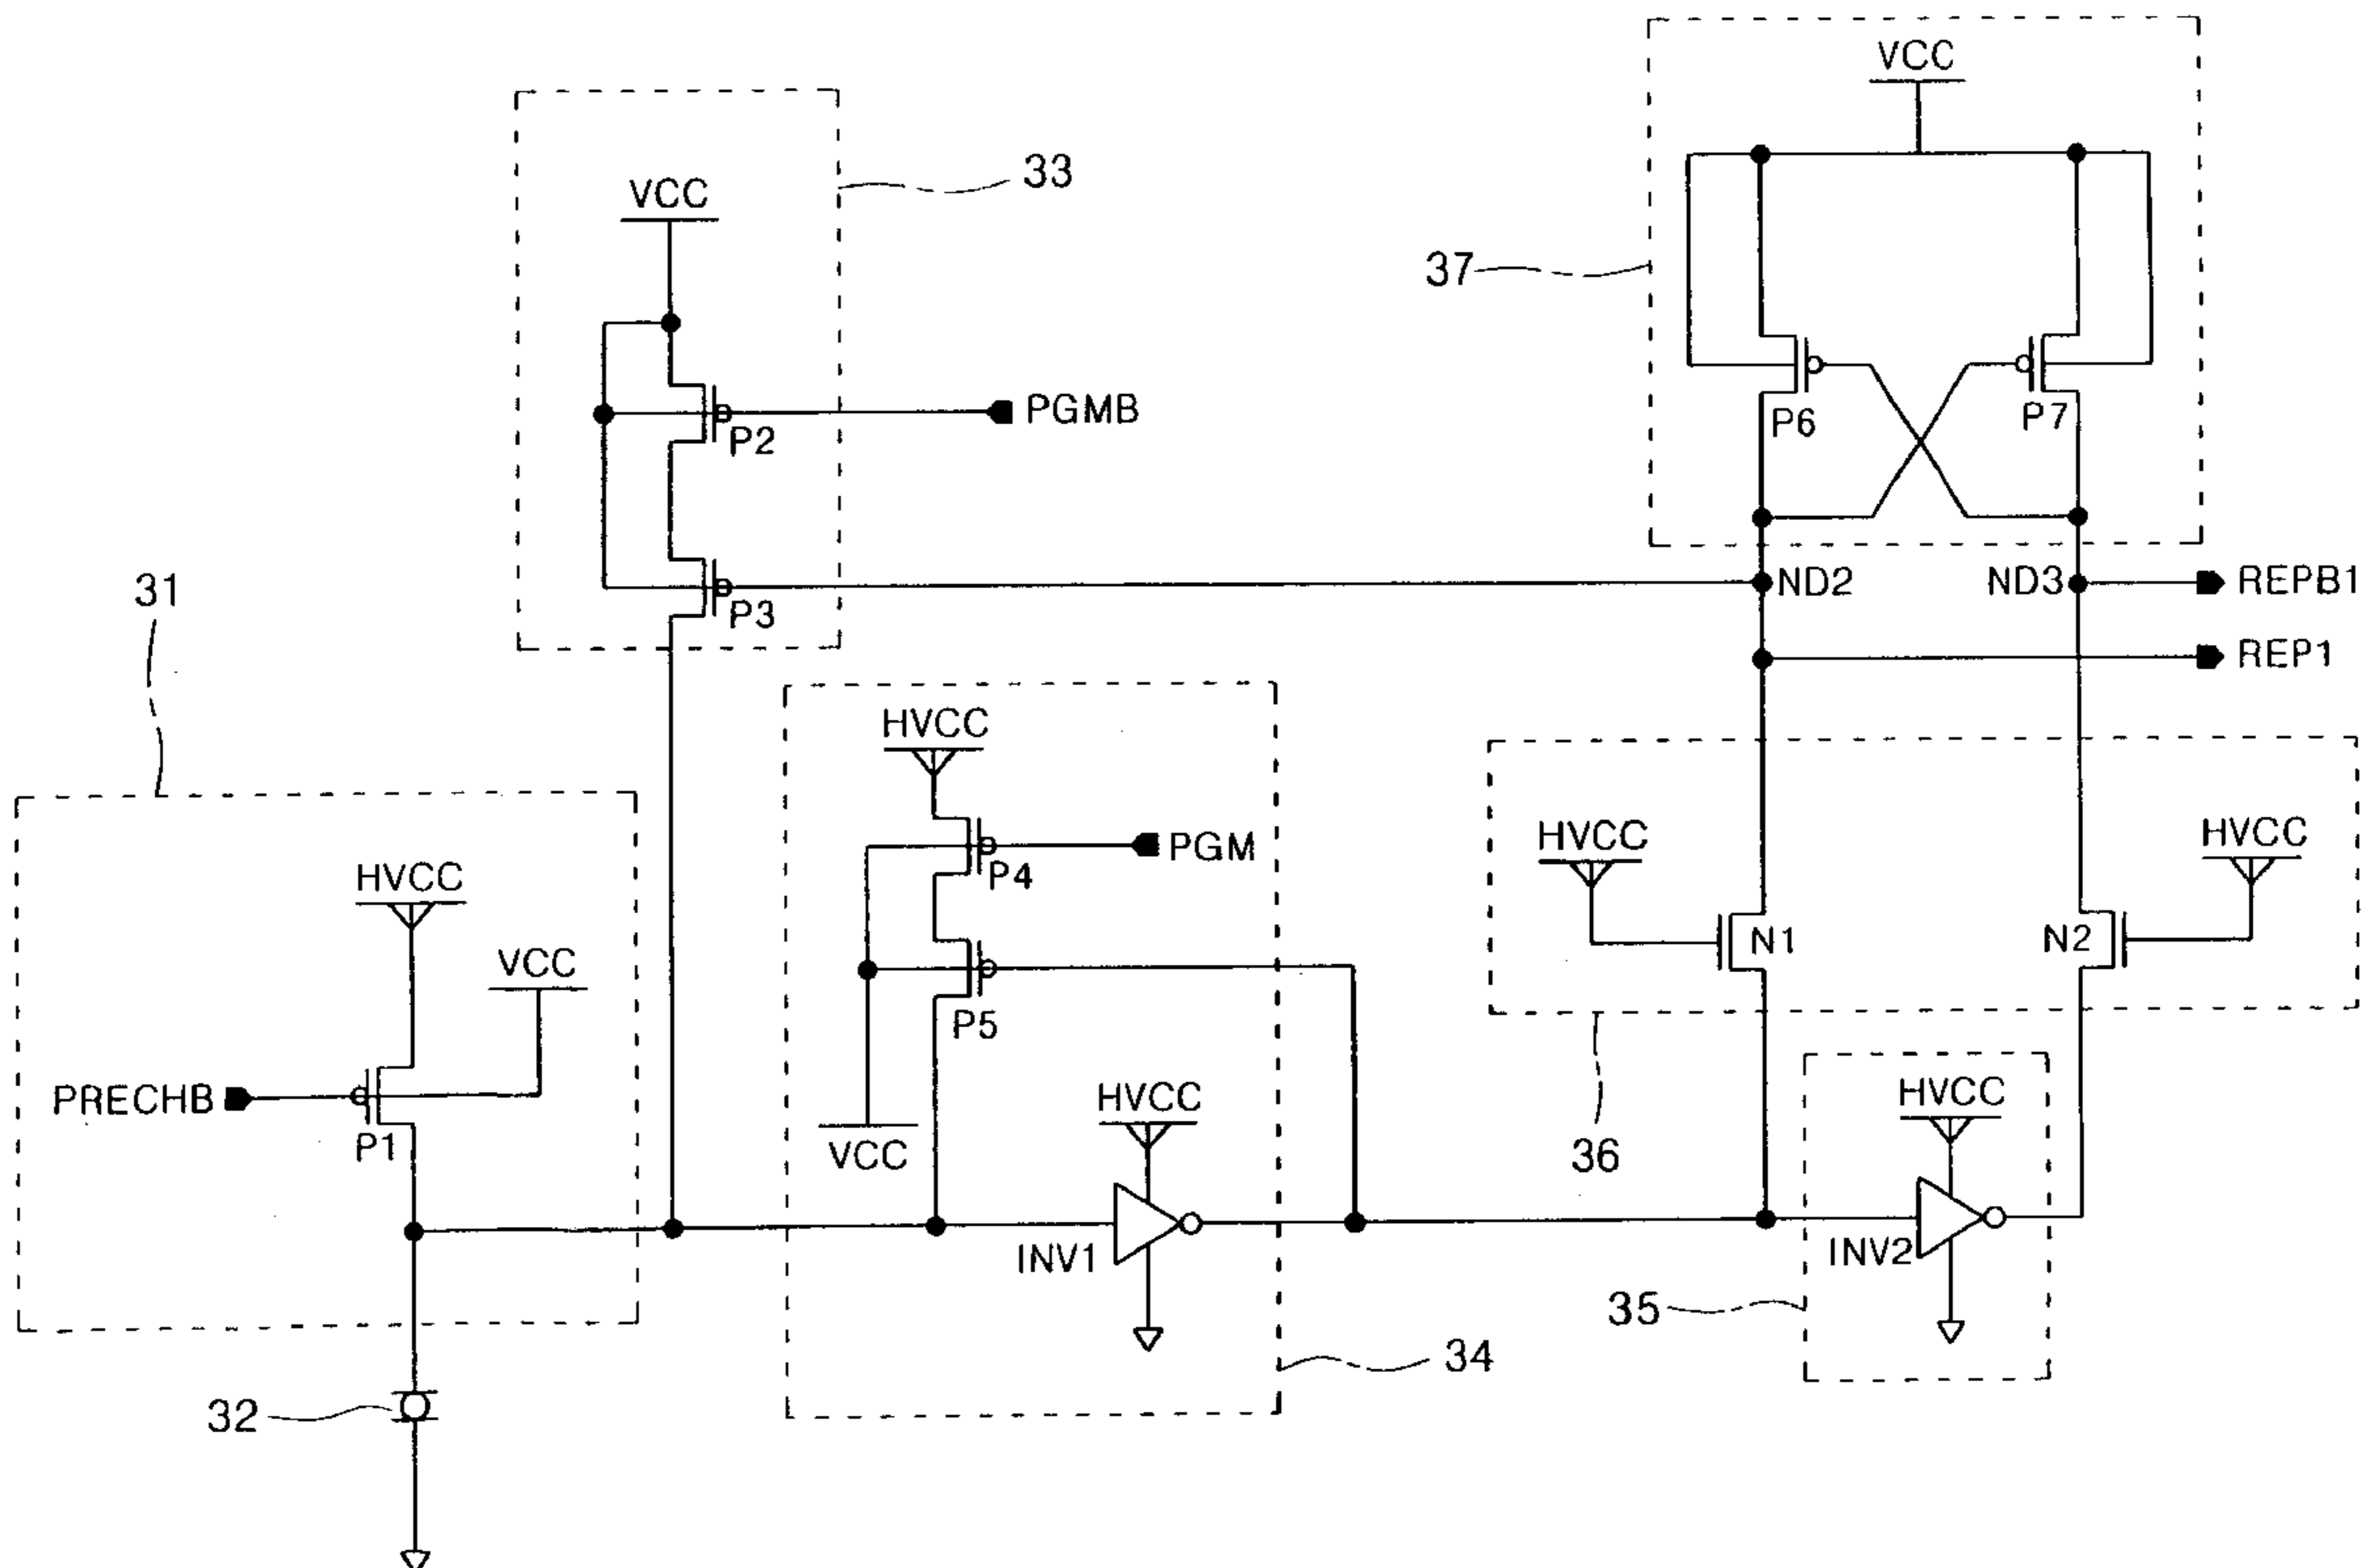 VCC
33
VCC
37
PGMB
P2
P6
P7
31
P3
ND2
ND3
REPB1
REP1
HVCC
PGM
P4
HVCC
HVCC
HVCC
VCC
N1
N2
P5
PRECHB
P1
HVCC
VCC
HVCC
36
INV1
INV2
35
34
32